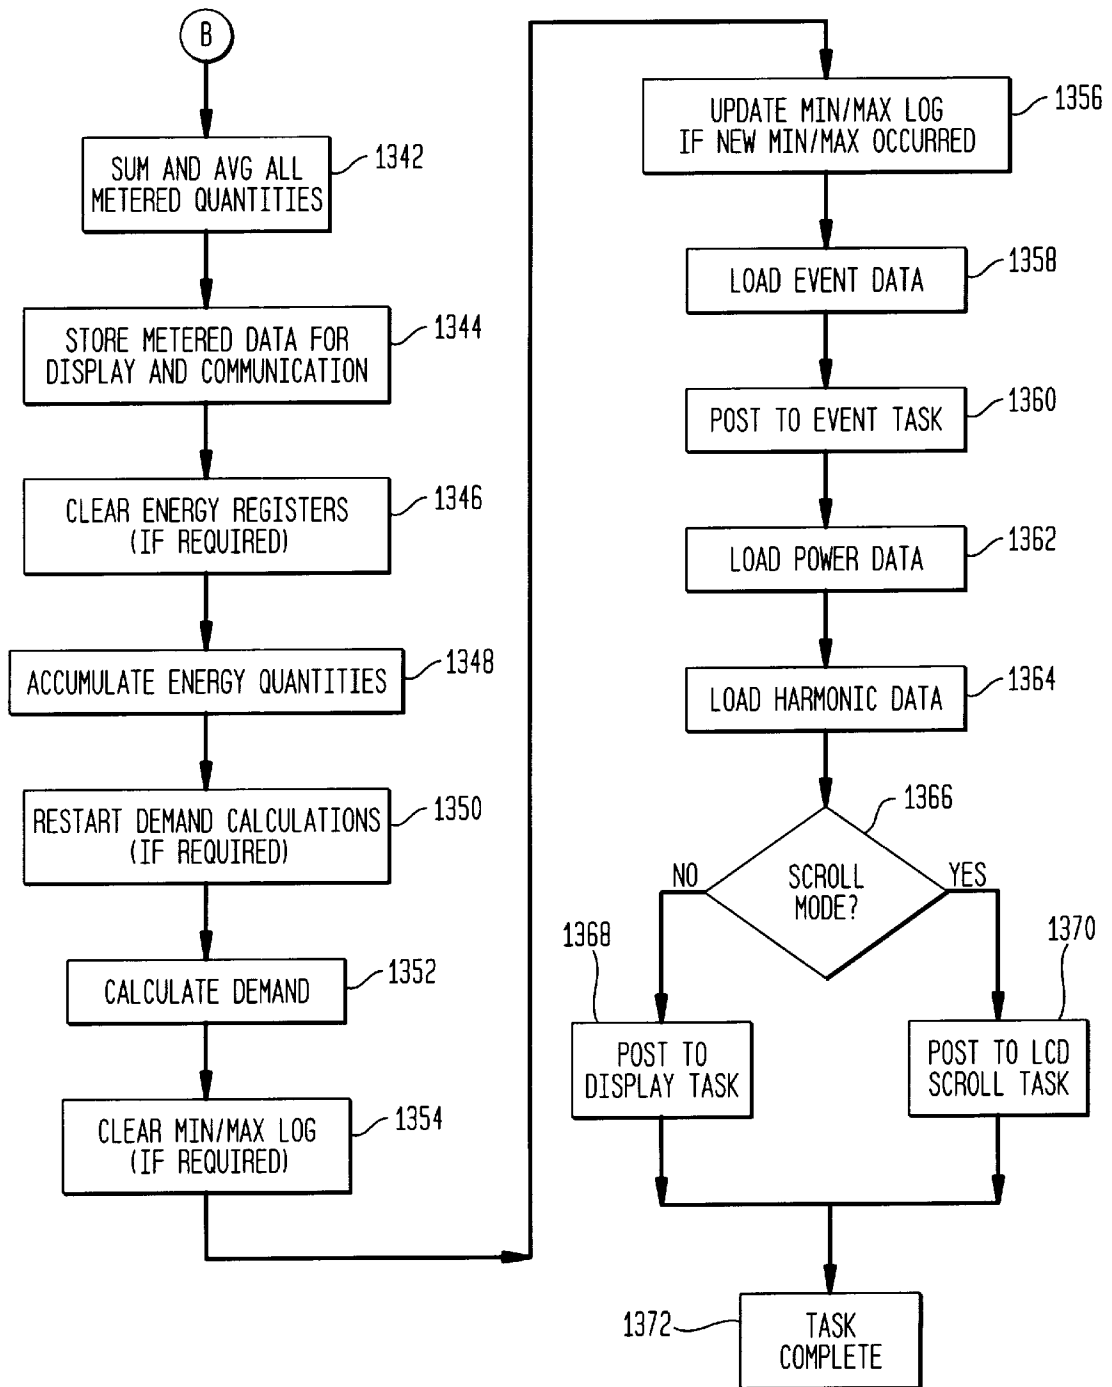 B
SUM AND AVG ALL
METERED QUANTITIES
1342
STORE METERED DATA FOR
DISPLAY AND COMMUNICATION
1344
CLEAR ENERGY REGISTERS
(IF REQUIRED)
1346
ACCUMULATE ENERGY QUANTITIES
1348
RESTART DEMAND CALCULATIONS
(IF REQUIRED)
1350
CALCULATE DEMAND
1352
CLEAR MIN/MAX LOG
(IF REQUIRED)
1354
UPDATE MIN/MAX LOG
IF NEW MIN/MAX OCCURRED
1356
LOAD EVENT DATA
1358
POST TO EVENT TASK
1360
LOAD POWER DATA
1362
LOAD HARMONIC DATA
1364
1366
SCROLL
MODE?
NO
YES
1368
POST TO
DISPLAY TASK
1370
POST TO LCD
SCROLL TASK
1372
TASK
COMPLETE